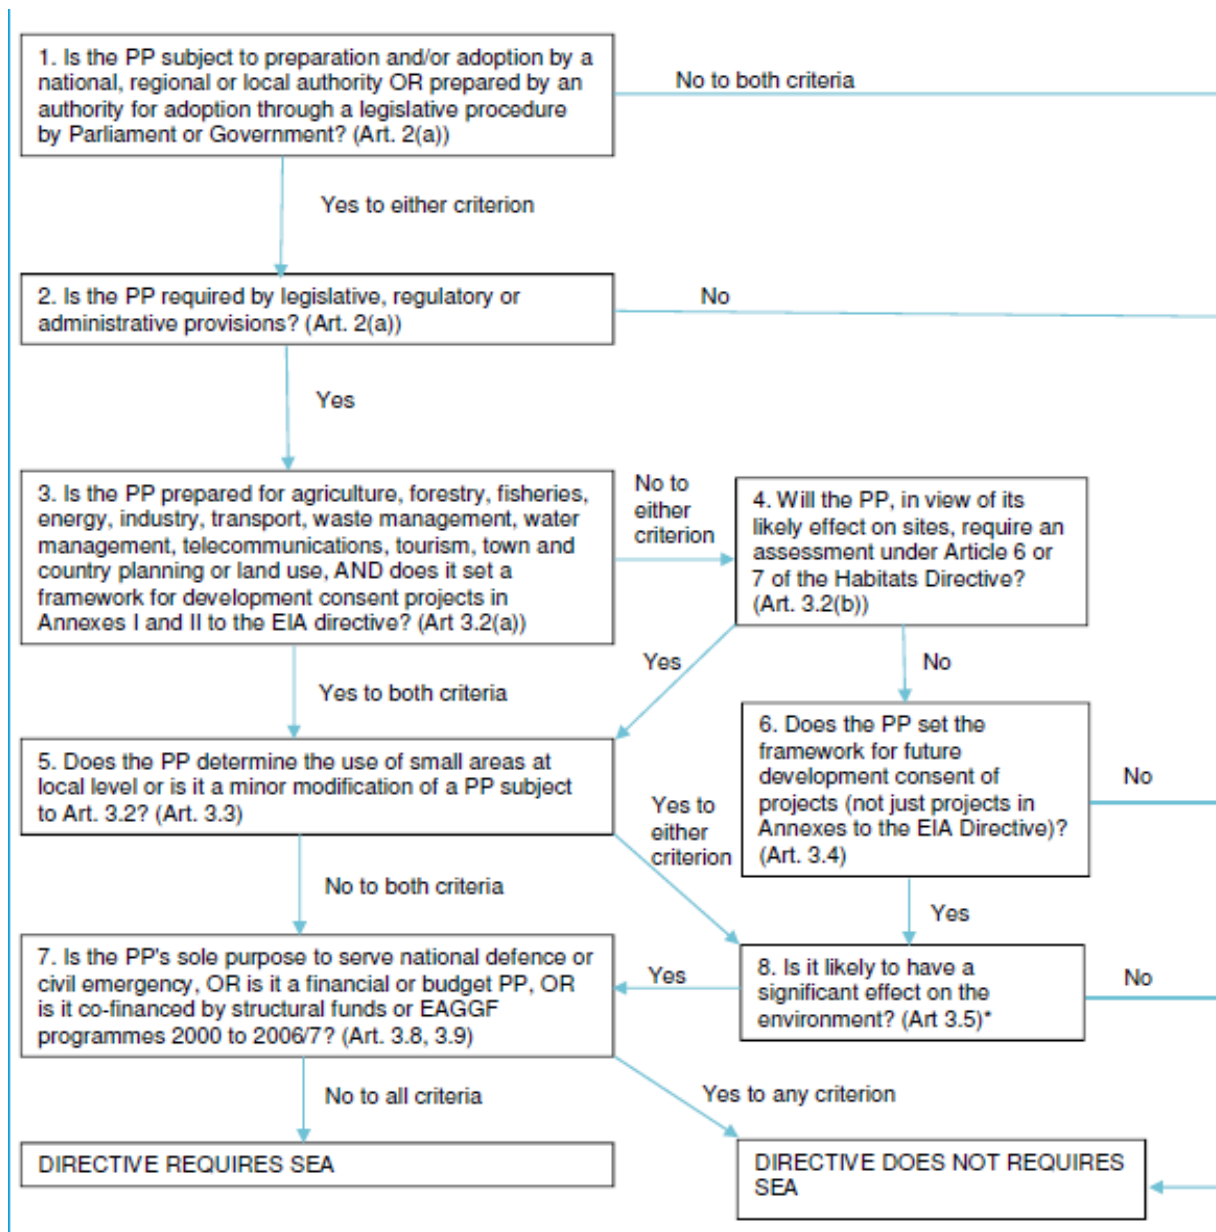 1. Is the PP subject to preparation and/or adoption by a
national, regional or local authority OR prepared by an
authority for adoption through a legislative procedure
by Parliament or Government? (Art. 2(a))
No to both criteria
Yes to either criterion
2. Is the PP required by legislative, regulatory or
administrative provisions? (Art. 2(a))
No
Yes
3. Is the PP prepared for agriculture, forestry, fisheries,
energy, industry, transport, waste management, water
management, telecommunications, tourism, town and
country planning or land use, AND does it set a
framework for development consent projects in
Annexes I and II to the EIA directive? (Art 3.2(a))
No to
either
criterion
4. Will the PP, in view of its
likely effect on sites, require an
assessment under Article 6 or
7 of the Habitats Directive?
(Art. 3.2(b))
Yes
No
Yes to both criteria
5. Does the PP determine the use of small areas at
local level or is it a minor modification of a PP subject
to Art. 3.2? (Art. 3.3)
Yes to
either
criterion
6. Does the PP set the
framework for future
development consent of
projects (not just projects in
Annexes to the EIA Directive)?
(Art. 3.4)
No
No to both criteria
Yes
7. Is the PP's sole purpose to serve national defence or
civil emergency, OR is it a financial or budget PP, OR
is it co-financed by structural funds or EAGGF
programmes 2000 to 2006/7? (Art. 3.8, 3.9)
Yes
8. Is it likely to have a
significant effect on the
environment? (Art 3.5)*
No
No to all criteria
Yes to any criterion
DIRECTIVE REQUIRES SEA
DIRECTIVE DOES NOT REQUIRES
SEA